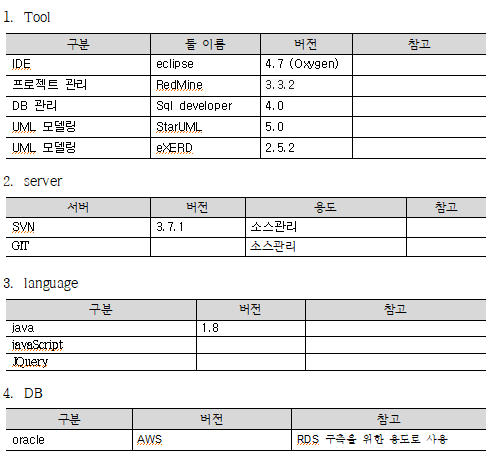 1. Tool
구분 툴 이름 버전 참고
IDE eclipse 4.7 (Oxygen)
프로젝트 관리 RedMine 3.3.2
DB 관리 Sql developer 4.0
UML 모델링 StarUML 5.0
UML 모델링 eXERD 2.5.2
2. server
서버 버전 용도 참고
SVN 3.7.1 소스관리
GIT 소스관리
3. language
구분 버전 참고
java 1.8
javaScript
JQuery
4. DB
구분 버전 참고
oracle AWS RDS 구축을 위한 용도로 사용